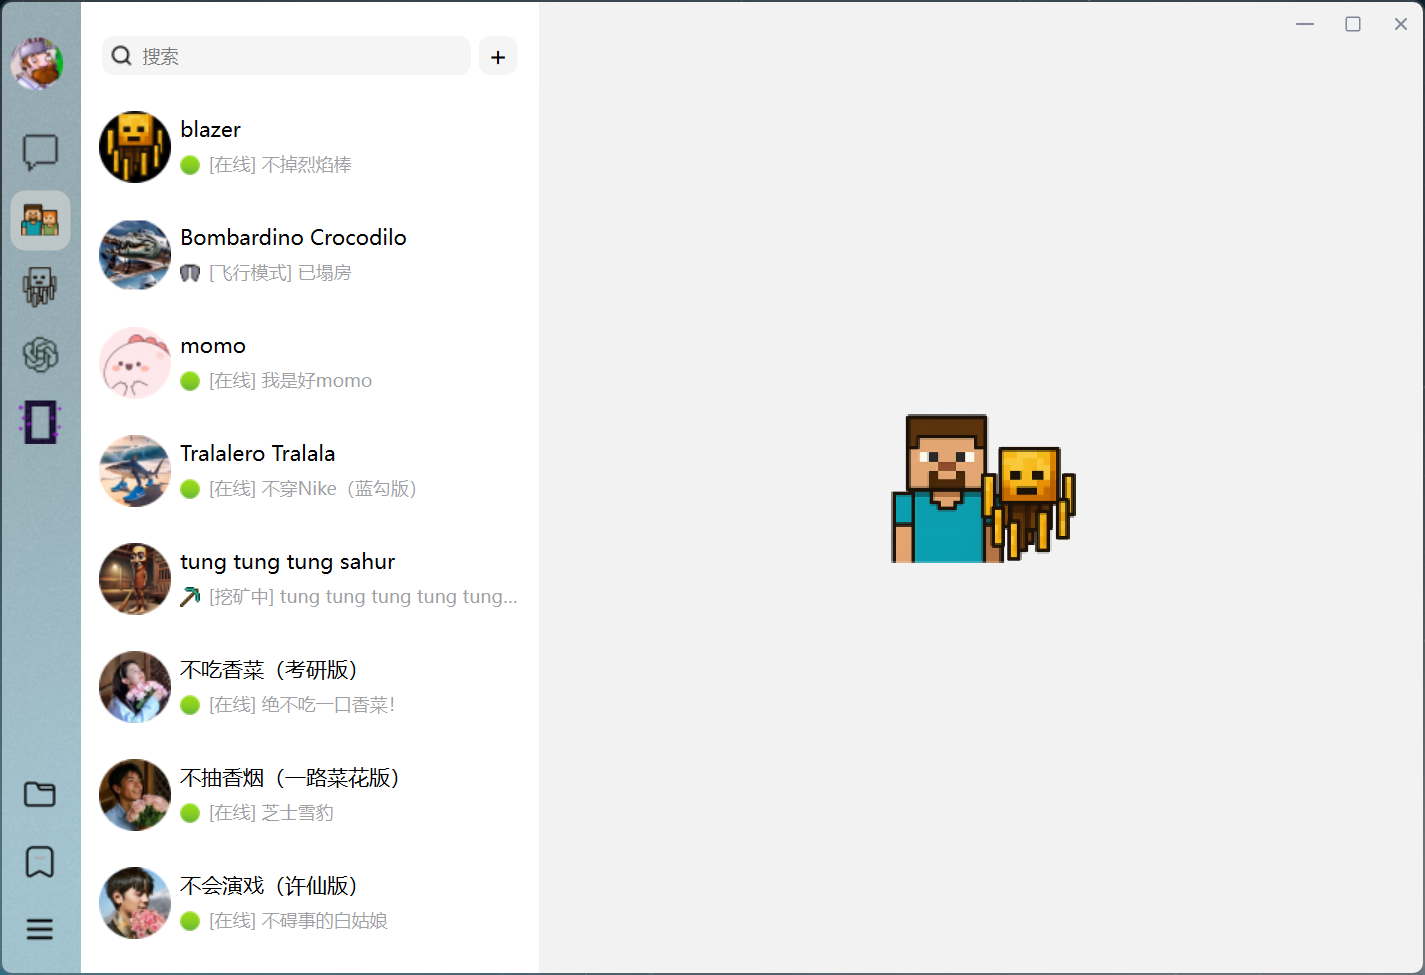 搜索
blazer
[在线] 不掉烈焰棒
Bombardino Crocodilo
[飞行模式] 已塌房
momo
[在线] 我是好momo
Tralalero Tralala
[在线] 不穿Nike（蓝勾版）
tung tung tung sahur
[挖矿中] tung tung tung tung tung...
不吃香菜（考研版）
[在线] 绝不吃一口香菜！
不抽香烟（一路菜花版）
[在线] 芝士雪豹
不会演戏（许仙版）
[在线] 不碍事的白姑娘